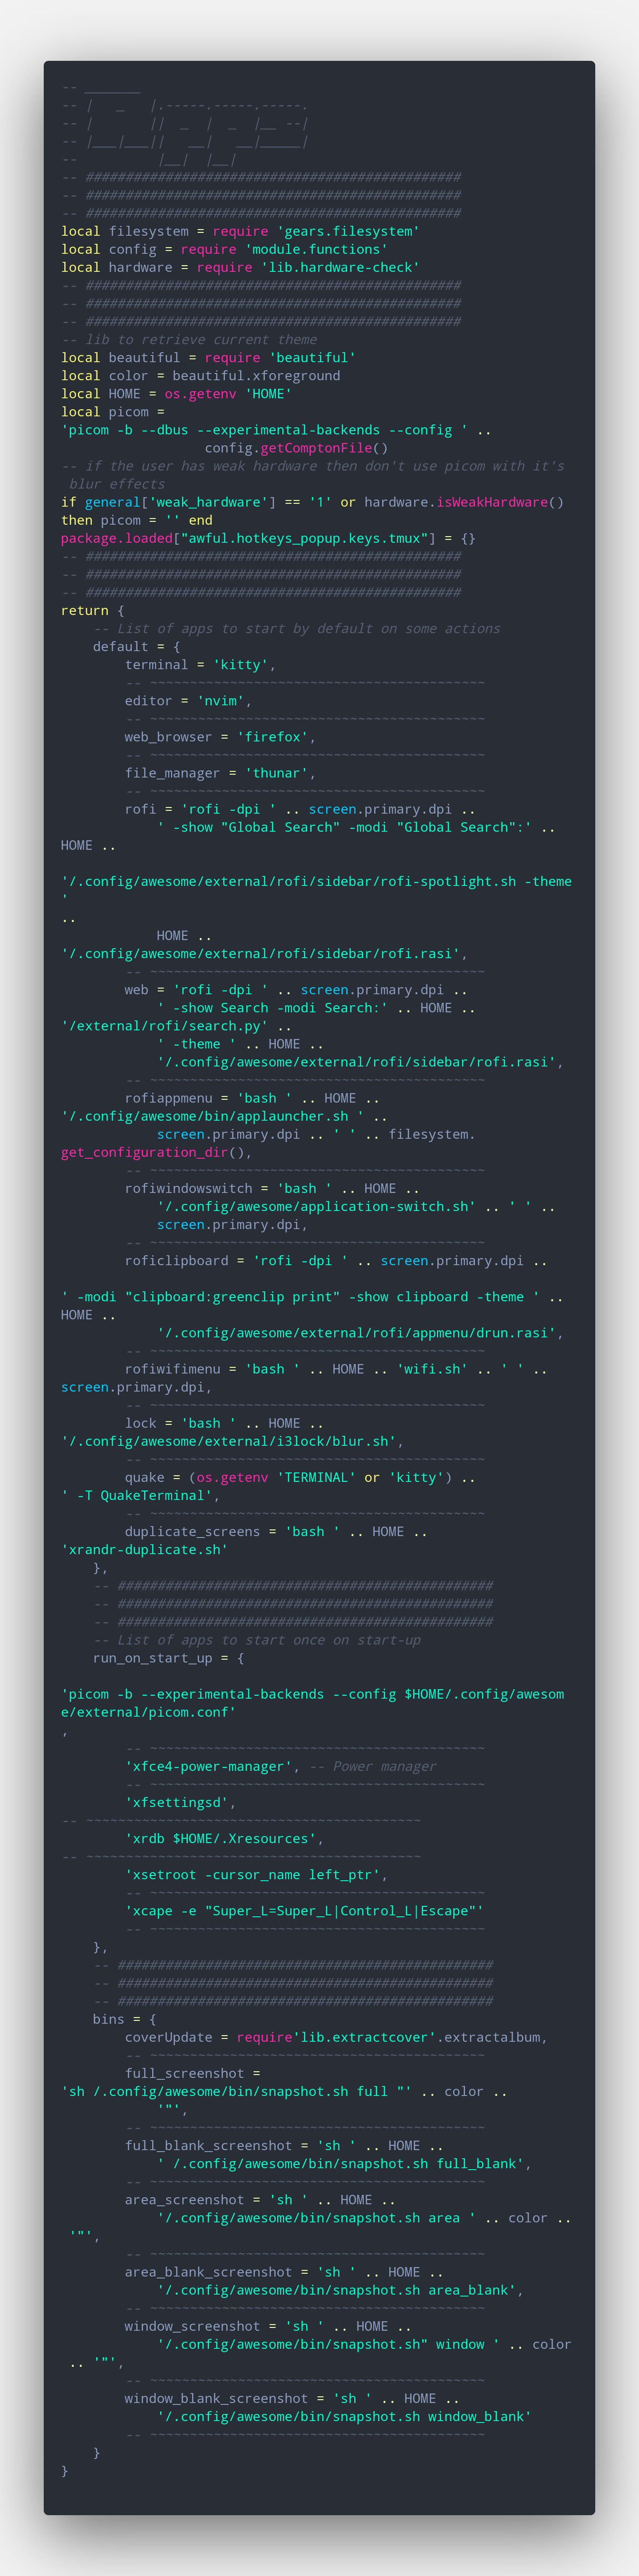 -- _______
-- |   _   |.-----.-----.-----.
-- |       ||  _  |  _  |__ --|
-- |___|___||   __|   __|_____|
--          |__|  |__|
-- ###############################################
-- ###############################################
-- ###############################################
local filesystem = require 'gears.filesystem'
local config = require 'module.functions'
local hardware = require 'lib.hardware-check'
-- ###############################################
-- ###############################################
-- ###############################################
-- lib to retrieve current theme
local beautiful = require 'beautiful'
local color = beautiful.xforeground
local HOME = os.getenv 'HOME'
local picom =
'picom -b --dbus --experimental-backends --config ' ..
                  config.getComptonFile()
-- if the user has weak hardware then don't use picom with it's
 blur effects
if general['weak_hardware'] == '1' or hardware.isWeakHardware()
then picom = '' end
package.loaded["awful.hotkeys_popup.keys.tmux"] = {}
-- ###############################################
-- ###############################################
-- ###############################################
return {
    -- List of apps to start by default on some actions
    default = {
        terminal = 'kitty',
        -- ~~~~~~~~~~~~~~~~~~~~~~~~~~~~~~~~~~~~~~~~~~
        editor = 'nvim',
        -- ~~~~~~~~~~~~~~~~~~~~~~~~~~~~~~~~~~~~~~~~~~
        web_browser = 'firefox',
        -- ~~~~~~~~~~~~~~~~~~~~~~~~~~~~~~~~~~~~~~~~~~
        file_manager = 'thunar',
        -- ~~~~~~~~~~~~~~~~~~~~~~~~~~~~~~~~~~~~~~~~~~
        rofi = 'rofi -dpi ' .. screen.primary.dpi ..
            ' -show "Global Search" -modi "Global Search":' ..
HOME ..

'/.config/awesome/external/rofi/sidebar/rofi-spotlight.sh -theme
'
..
            HOME ..
'/.config/awesome/external/rofi/sidebar/rofi.rasi',
        -- ~~~~~~~~~~~~~~~~~~~~~~~~~~~~~~~~~~~~~~~~~~
        web = 'rofi -dpi ' .. screen.primary.dpi ..
            ' -show Search -modi Search:' .. HOME ..
'/external/rofi/search.py' ..
            ' -theme ' .. HOME ..
            '/.config/awesome/external/rofi/sidebar/rofi.rasi',
        -- ~~~~~~~~~~~~~~~~~~~~~~~~~~~~~~~~~~~~~~~~~~
        rofiappmenu = 'bash ' .. HOME ..
'/.config/awesome/bin/applauncher.sh ' ..
            screen.primary.dpi .. ' ' .. filesystem.
get_configuration_dir(),
        -- ~~~~~~~~~~~~~~~~~~~~~~~~~~~~~~~~~~~~~~~~~~
        rofiwindowswitch = 'bash ' .. HOME ..
            '/.config/awesome/application-switch.sh' .. ' ' ..
            screen.primary.dpi,
        -- ~~~~~~~~~~~~~~~~~~~~~~~~~~~~~~~~~~~~~~~~~~
        roficlipboard = 'rofi -dpi ' .. screen.primary.dpi ..

' -modi "clipboard:greenclip print" -show clipboard -theme ' ..
HOME ..
            '/.config/awesome/external/rofi/appmenu/drun.rasi',
        -- ~~~~~~~~~~~~~~~~~~~~~~~~~~~~~~~~~~~~~~~~~~
        rofiwifimenu = 'bash ' .. HOME .. 'wifi.sh' .. ' ' ..
screen.primary.dpi,
        -- ~~~~~~~~~~~~~~~~~~~~~~~~~~~~~~~~~~~~~~~~~~
        lock = 'bash ' .. HOME ..
'/.config/awesome/external/i3lock/blur.sh',
        -- ~~~~~~~~~~~~~~~~~~~~~~~~~~~~~~~~~~~~~~~~~~
        quake = (os.getenv 'TERMINAL' or 'kitty') ..
' -T QuakeTerminal',
        -- ~~~~~~~~~~~~~~~~~~~~~~~~~~~~~~~~~~~~~~~~~~
        duplicate_screens = 'bash ' .. HOME ..
'xrandr-duplicate.sh'
    },
    -- ###############################################
    -- ###############################################
    -- ###############################################
    -- List of apps to start once on start-up
    run_on_start_up = {

'picom -b --experimental-backends --config $HOME/.config/awesom
e/external/picom.conf'
,
        -- ~~~~~~~~~~~~~~~~~~~~~~~~~~~~~~~~~~~~~~~~~~
        'xfce4-power-manager', -- Power manager
        -- ~~~~~~~~~~~~~~~~~~~~~~~~~~~~~~~~~~~~~~~~~~
        'xfsettingsd',
-- ~~~~~~~~~~~~~~~~~~~~~~~~~~~~~~~~~~~~~~~~~~
        'xrdb $HOME/.Xresources',
-- ~~~~~~~~~~~~~~~~~~~~~~~~~~~~~~~~~~~~~~~~~~
        'xsetroot -cursor_name left_ptr',
        -- ~~~~~~~~~~~~~~~~~~~~~~~~~~~~~~~~~~~~~~~~~~
        'xcape -e "Super_L=Super_L|Control_L|Escape"'
        -- ~~~~~~~~~~~~~~~~~~~~~~~~~~~~~~~~~~~~~~~~~~
    },
    -- ###############################################
    -- ###############################################
    -- ###############################################
    bins = {
        coverUpdate = require'lib.extractcover'.extractalbum,
        -- ~~~~~~~~~~~~~~~~~~~~~~~~~~~~~~~~~~~~~~~~~~
        full_screenshot =
'sh /.config/awesome/bin/snapshot.sh full "' .. color ..
            '"',
        -- ~~~~~~~~~~~~~~~~~~~~~~~~~~~~~~~~~~~~~~~~~~
        full_blank_screenshot = 'sh ' .. HOME ..
            ' /.config/awesome/bin/snapshot.sh full_blank',
        -- ~~~~~~~~~~~~~~~~~~~~~~~~~~~~~~~~~~~~~~~~~~
        area_screenshot = 'sh ' .. HOME ..
            '/.config/awesome/bin/snapshot.sh area ' .. color ..
 '"',
        -- ~~~~~~~~~~~~~~~~~~~~~~~~~~~~~~~~~~~~~~~~~~
        area_blank_screenshot = 'sh ' .. HOME ..
            '/.config/awesome/bin/snapshot.sh area_blank',
        -- ~~~~~~~~~~~~~~~~~~~~~~~~~~~~~~~~~~~~~~~~~~
        window_screenshot = 'sh ' .. HOME ..
            '/.config/awesome/bin/snapshot.sh" window ' .. color
 .. '"',
        -- ~~~~~~~~~~~~~~~~~~~~~~~~~~~~~~~~~~~~~~~~~~
        window_blank_screenshot = 'sh ' .. HOME ..
            '/.config/awesome/bin/snapshot.sh window_blank'
        -- ~~~~~~~~~~~~~~~~~~~~~~~~~~~~~~~~~~~~~~~~~~
    }
}